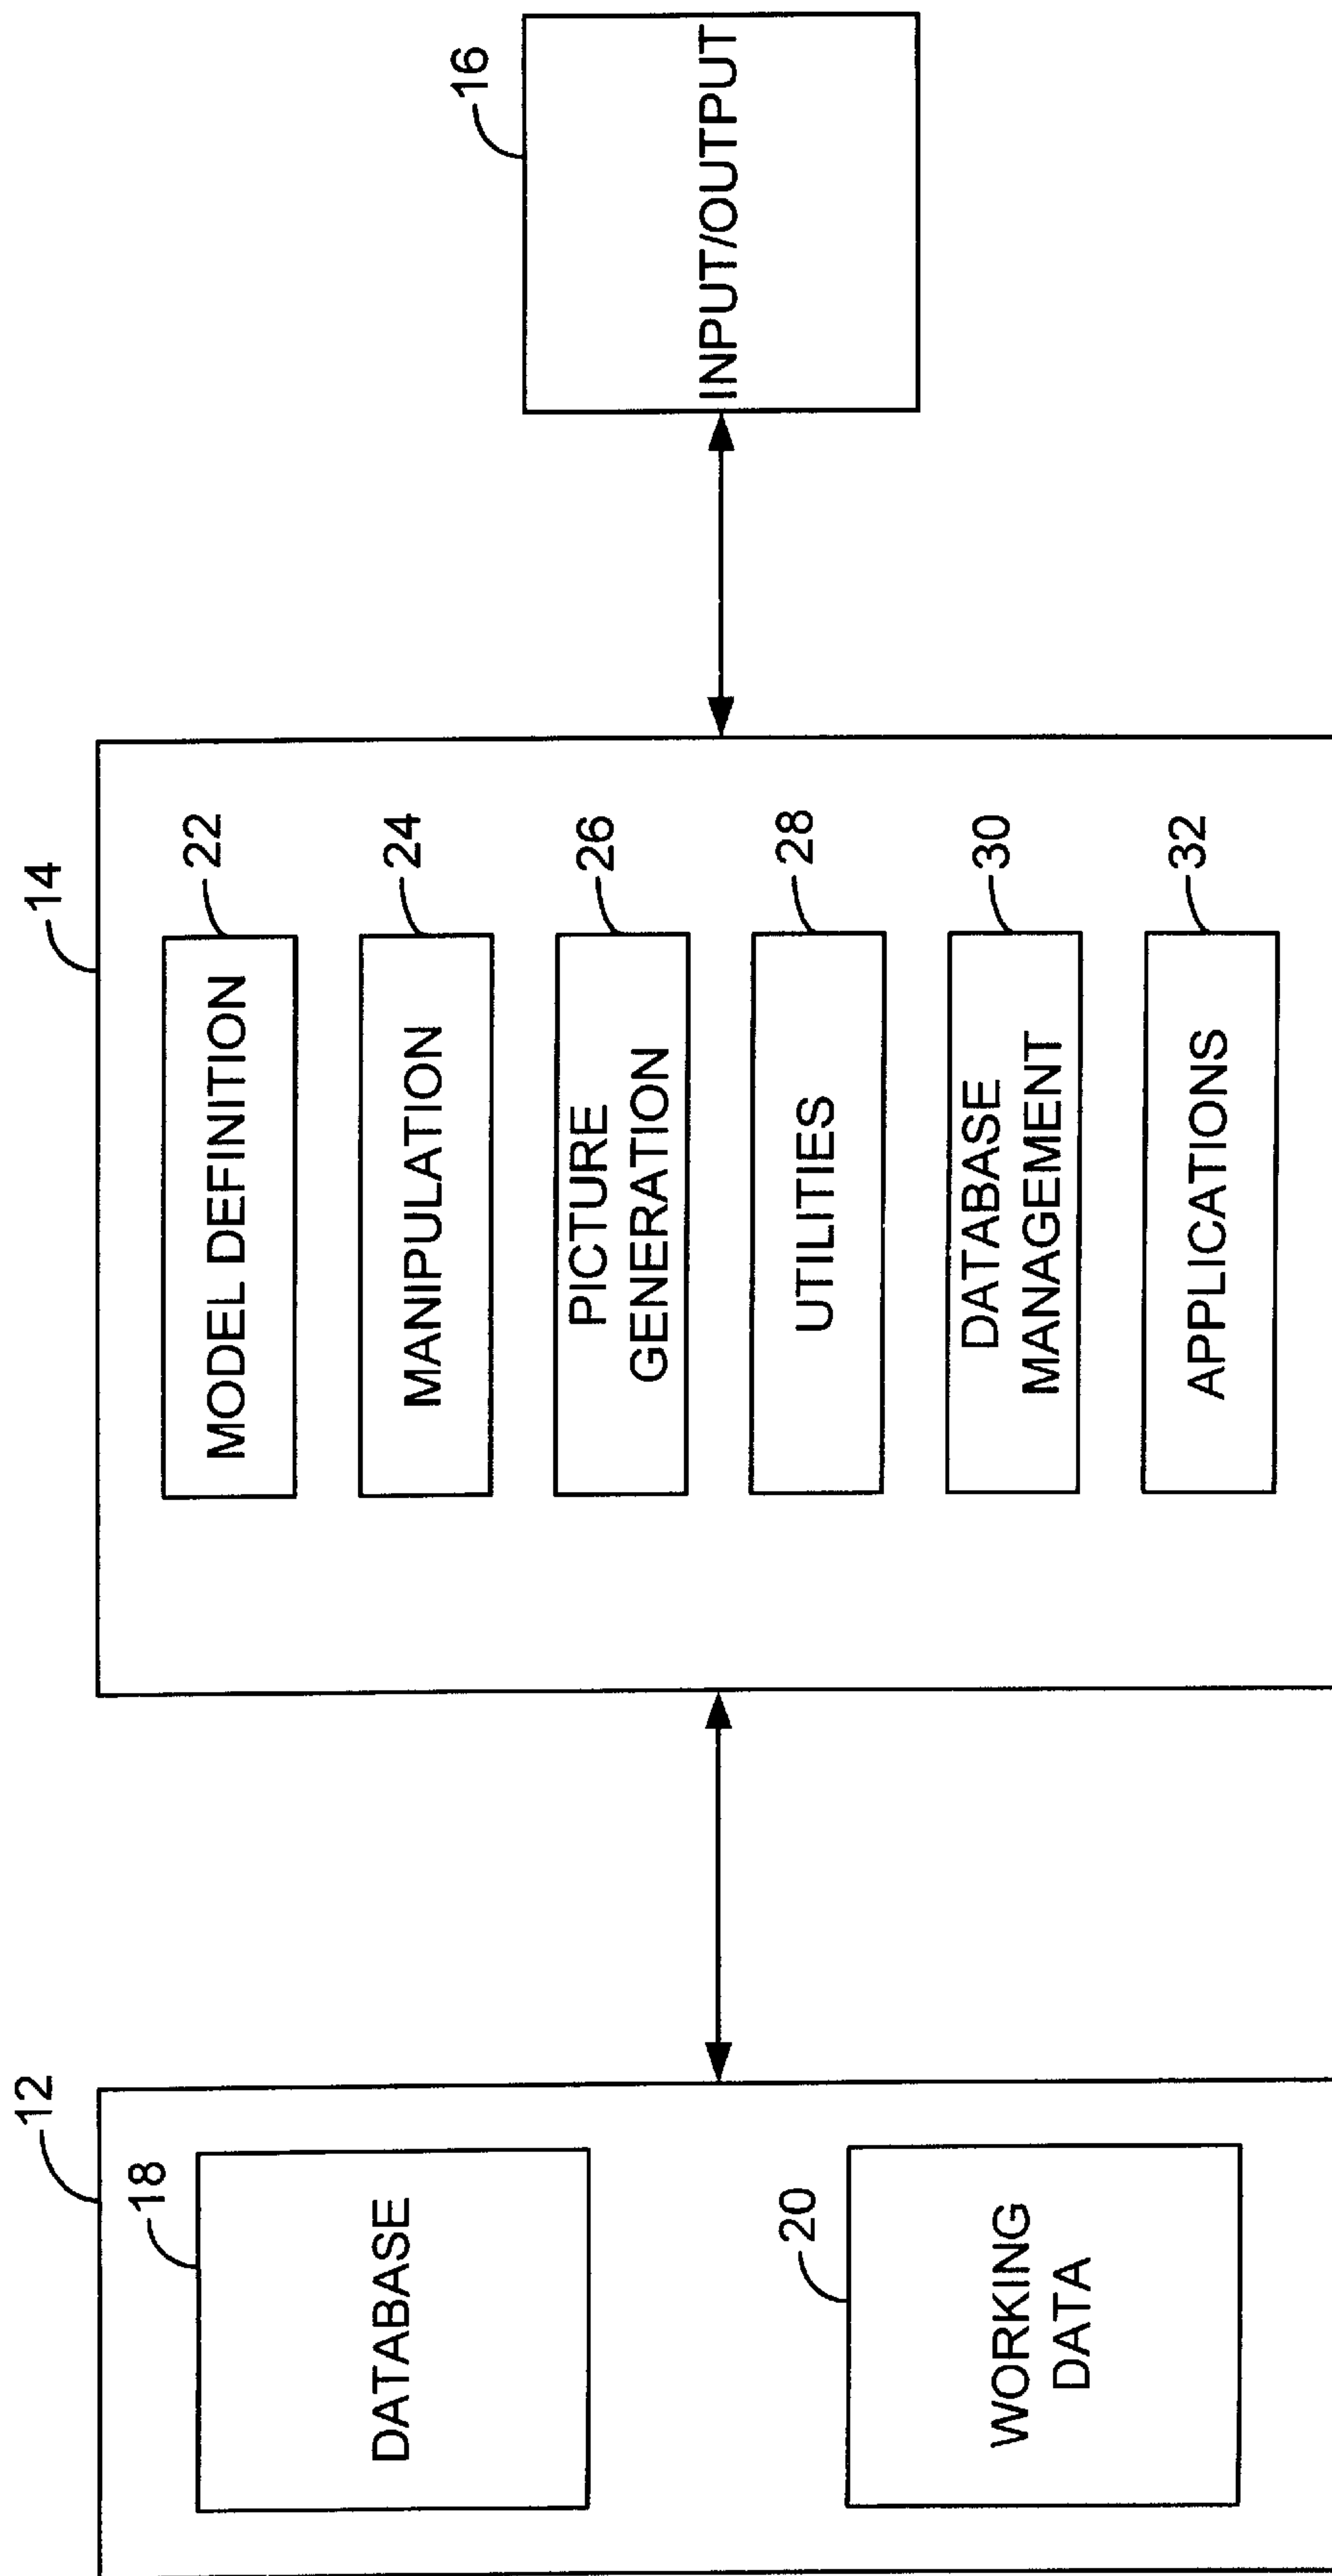 12
18
DATABASE
20
WORKING
DATA
14
MODEL DEFINITION
22
MANIPULATION
24
PICTURE
GENERATION
26
UTILITIES
28
DATABASE
MANAGEMENT
30
APPLICATIONS
32
16
INPUT/OUTPUT